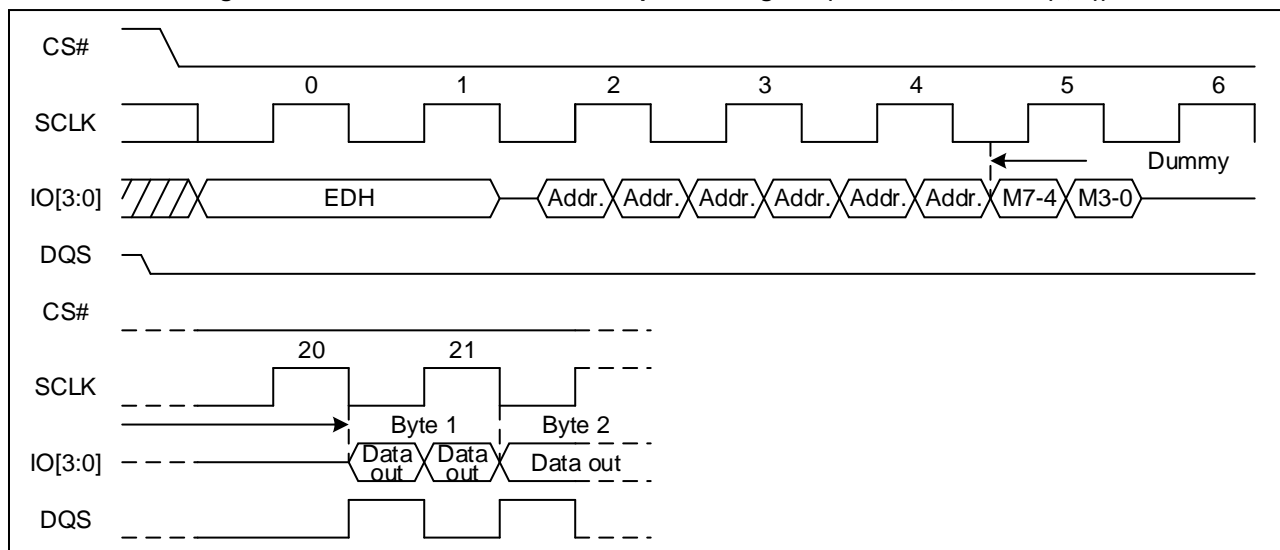 CS#
0 1 2 3 4 5 6
SCLK
Dummy
IO[3:0] EDH Addr. Addr. Addr. Addr. Addr. Addr. M7-4 M3-0
DQS
CS#
20 21
SCLK
Byte 1 Byte 2
IO[3:0] Data out Data out Data out
DQS